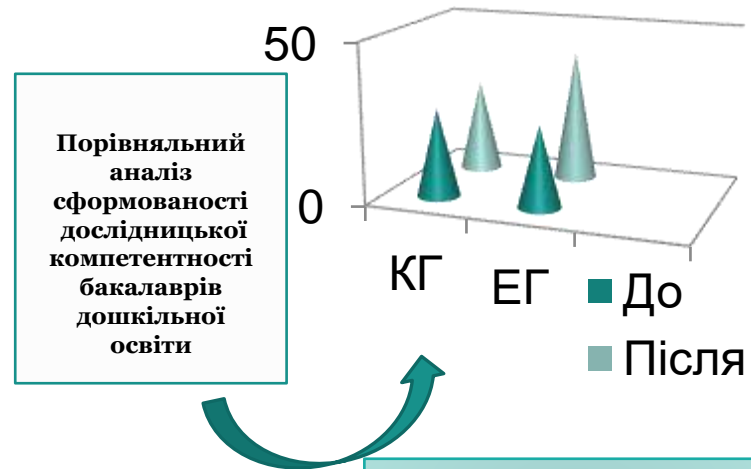 Порівняльний
аналіз
сформованості
дослідницької
компетентності
бакалаврів
дошкільної
освіти
50
0
КГ ЕГ
До
Після